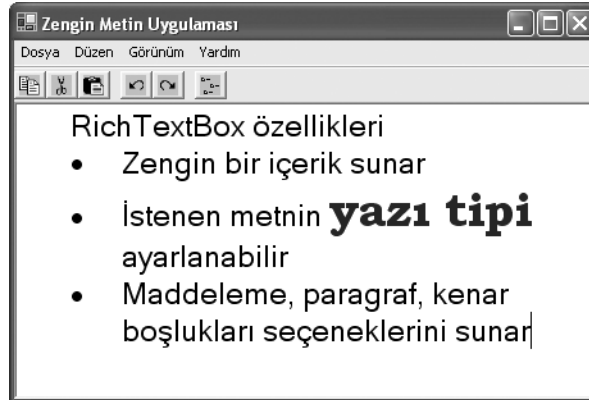 Zengin Metin Uygulaması
Dosya Düzen Görünüm Yardım
RichTextBox özellikleri
• Zengin bir içerik sunar
• İstenen metnin yazı tipi
ayarlanabilir
• Maddeleme, paragraf, kenar
boşlukları seçeneklerini sunar